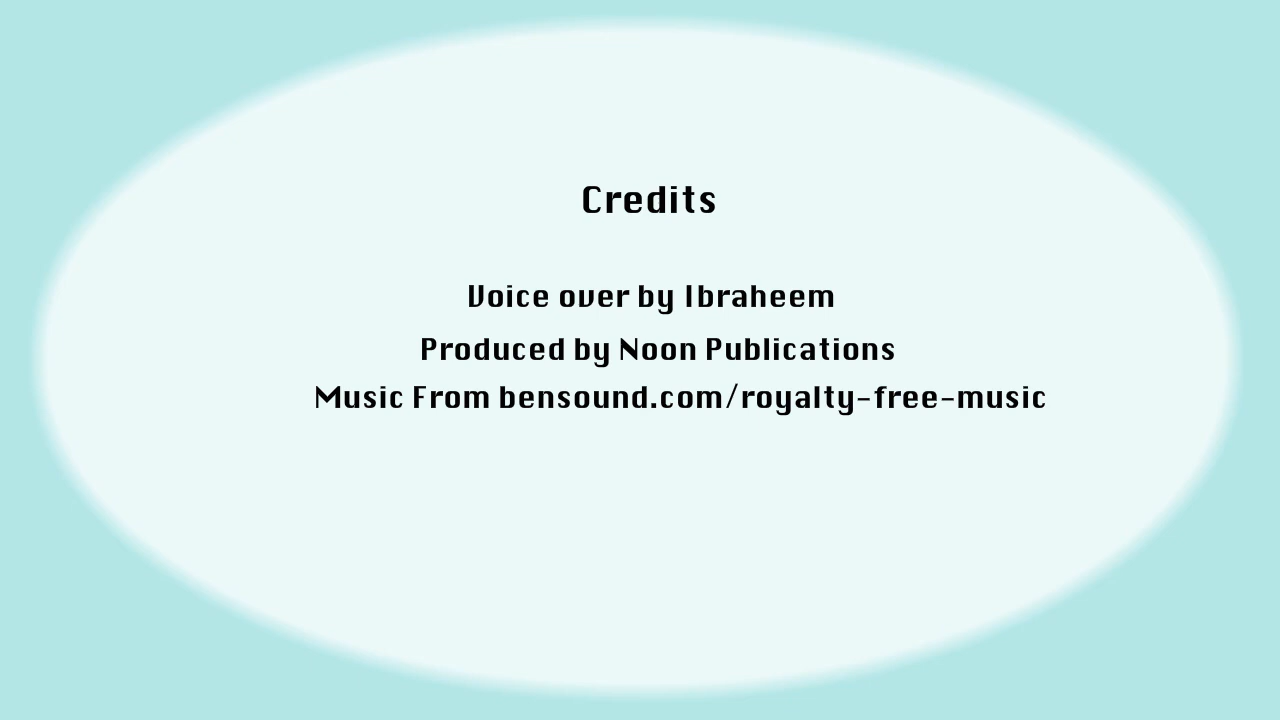 Credits
Voice over by Ibraheem
Produced by Noon Publications
Music From bensound.com/royalty-free-music